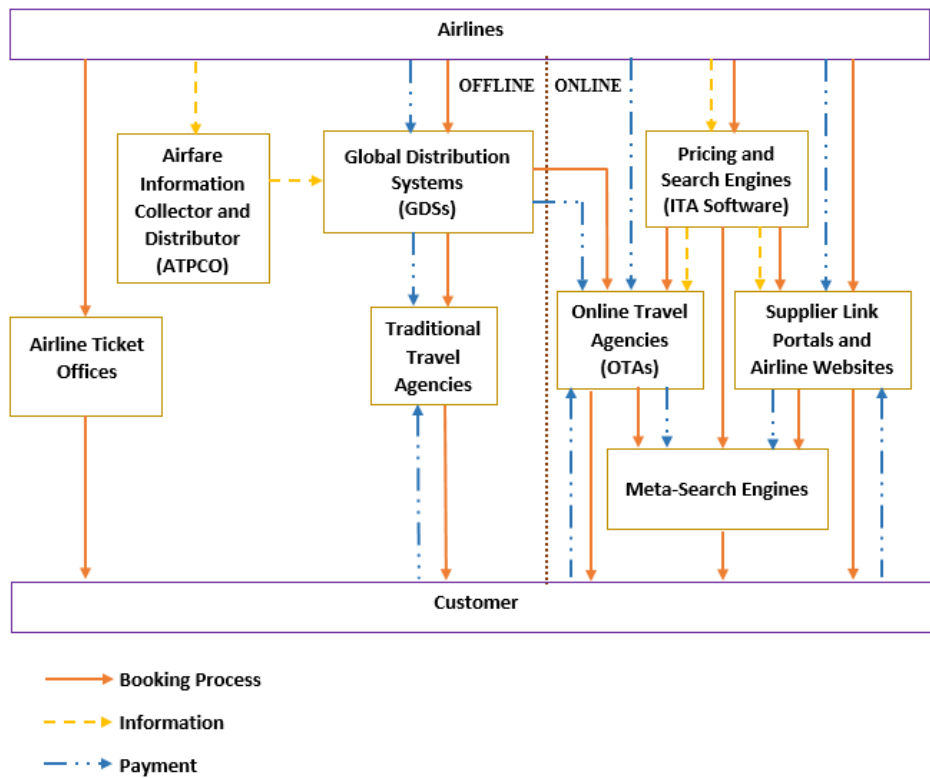 Airlines
OFFLINE
ONLINE
Airfare
Information
Collector and
Distributor
(ATPCO)
Global Distribution
Systems
(GDSs)
Pricing and
Search Engines
(ITA Software)
Airline Ticket
Offices
Traditional
Travel
Agencies
Online Travel
Agencies
(OTAs)
Supplier Link
Portals and
Airline Websites
Meta-Search Engines
Customer
Booking Process
Information
Payment